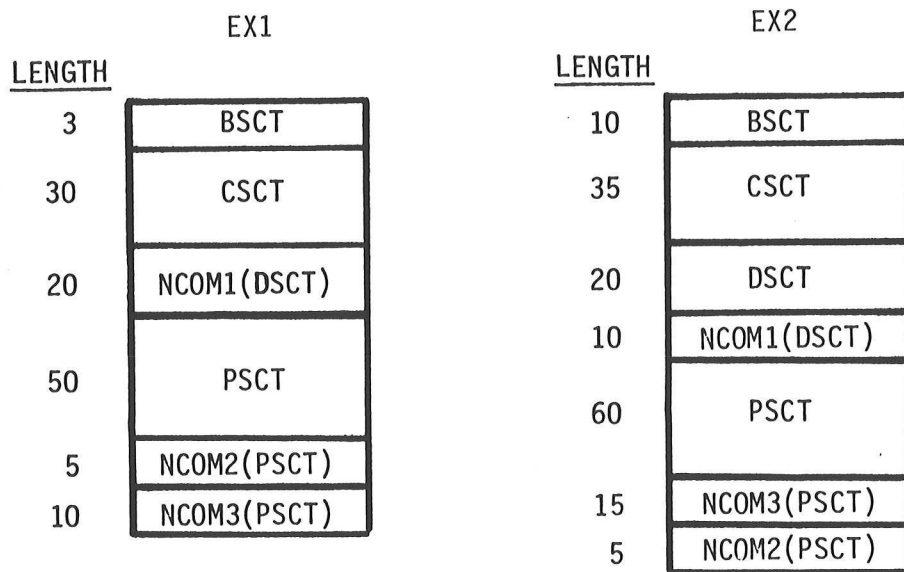 EX1
LENGTH
3 BSCT
30 CSCT
20 NCOM1(DSCT)
50 PSCT
5 NCOM2(PSCT)
10 NCOM3(PSCT)
EX2
LENGTH
10 BSCT
35 CSCT
20 DSCT
10 NCOM1(DSCT)
60 PSCT
15 NCOM3(PSCT)
5 NCOM2(PSCT)